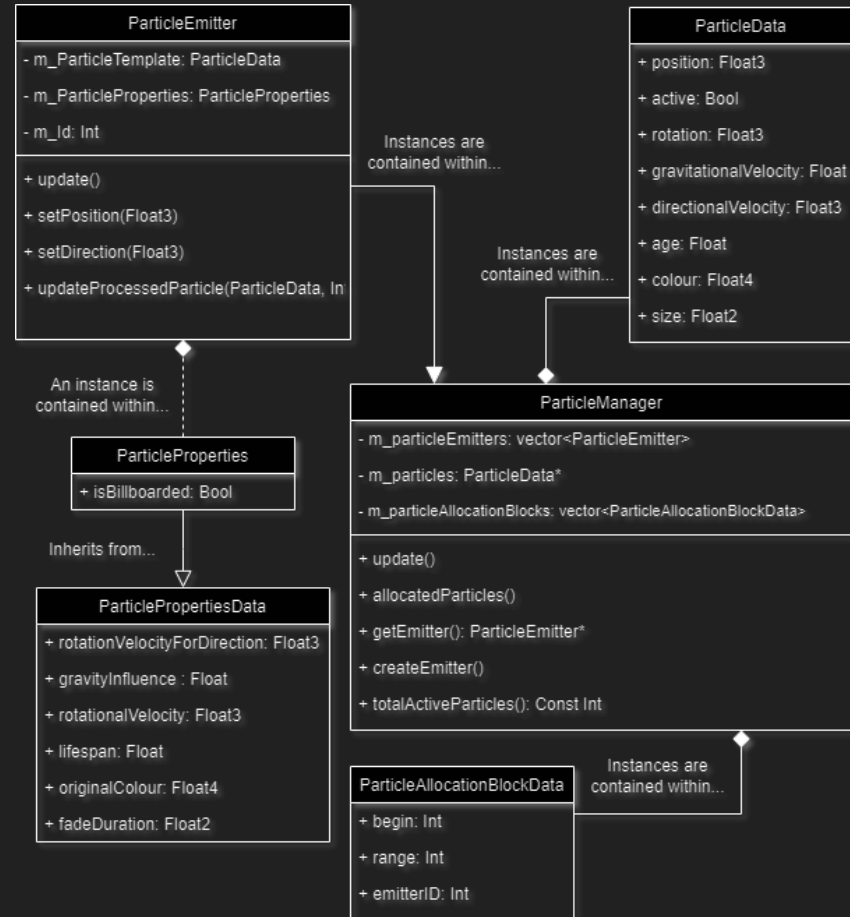 ParticleEmitter
- m_ParticleTemplate: ParticleData
- m_ParticleProperties: ParticleProperties
- m_Id: Int
+ update()
+ setPosition(Float3)
+ setDirection(Float3)
+ updateProcessedParticle(ParticleData, In
Instances are
contained within...
ParticleData
+ position: Float3
+ active: Bool
+ rotation: Float3
+ gravitationalVelocity: Float
+ directionalVelocity: Float3
+ age: Float
+ colour: Float4
+ size: Float2
Instances are
contained within...
An instance is
contained within...
ParticleProperties
+ isBillboarded: Bool
Inherits from...
ParticlePropertiesData
+ rotationVelocityForDirection: Float3
+ gravityInfluence : Float
+ rotationalVelocity: Float3
+ lifespan: Float
+ originalColour: Float4
+ fadeDuration: Float2
ParticleManager
- m_particleEmitters: vector<ParticleEmitter>
- m_particles: ParticleData*
- m_particleAllocationBlocks: vector<ParticleAllocationBlockData>
+ update()
+ allocatedParticles()
+ getEmitter(): ParticleEmitter*
+ createEmitter()
+ totalActiveParticles(): Const Int
Instances are
contained within...
ParticleAllocationBlockData
+ begin: Int
+ range: Int
+ emitterID: Int